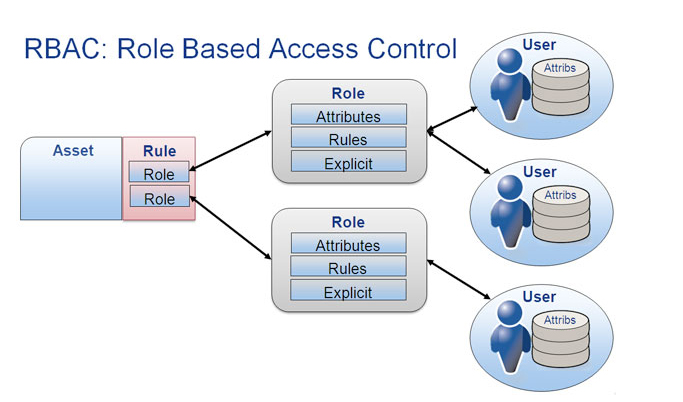 RBAC: Role Based Access Control
Asset
Rule
Role
Role
Role
Attributes
Rules
Explicit
Role
Attributes
Rules
Explicit
User
Attribs
User
Attribs
User
Attribs